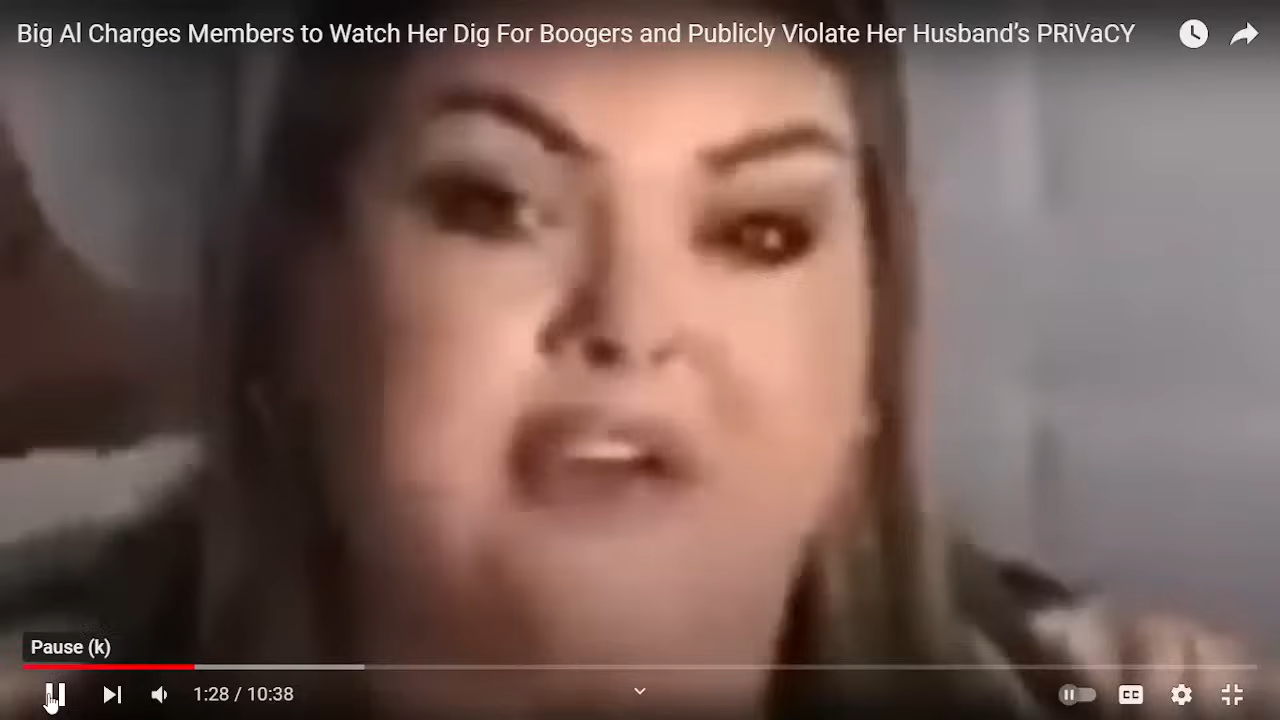 Big Al Charges Members to Watch Her Dig For Boogers and Publicly Violate Her Husband’s PRiVaCY
Pause (k)
1:28 / 10:38
CC